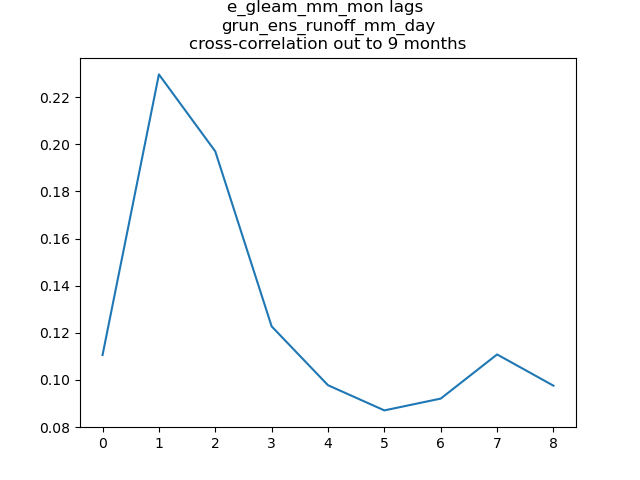 e_gleam_mm_mon lags
grun_ens_runoff_mm_day
cross-correlation out to 9 months
0.22
0.20
0.18
0.16
0.14
0.12
0.10
0.08
0 1 2 3 4 5 6 7 8